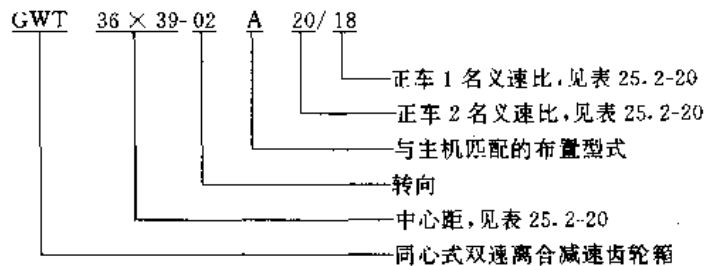 GWT 36×39-02 A 20/18
正车1名义速比,见表25.2-20
正车2名义速比,见表25.2-20
与主机匹配的布置型式
转向
中心距,见表25.2-20
同心式双速离合减速齿轮箱